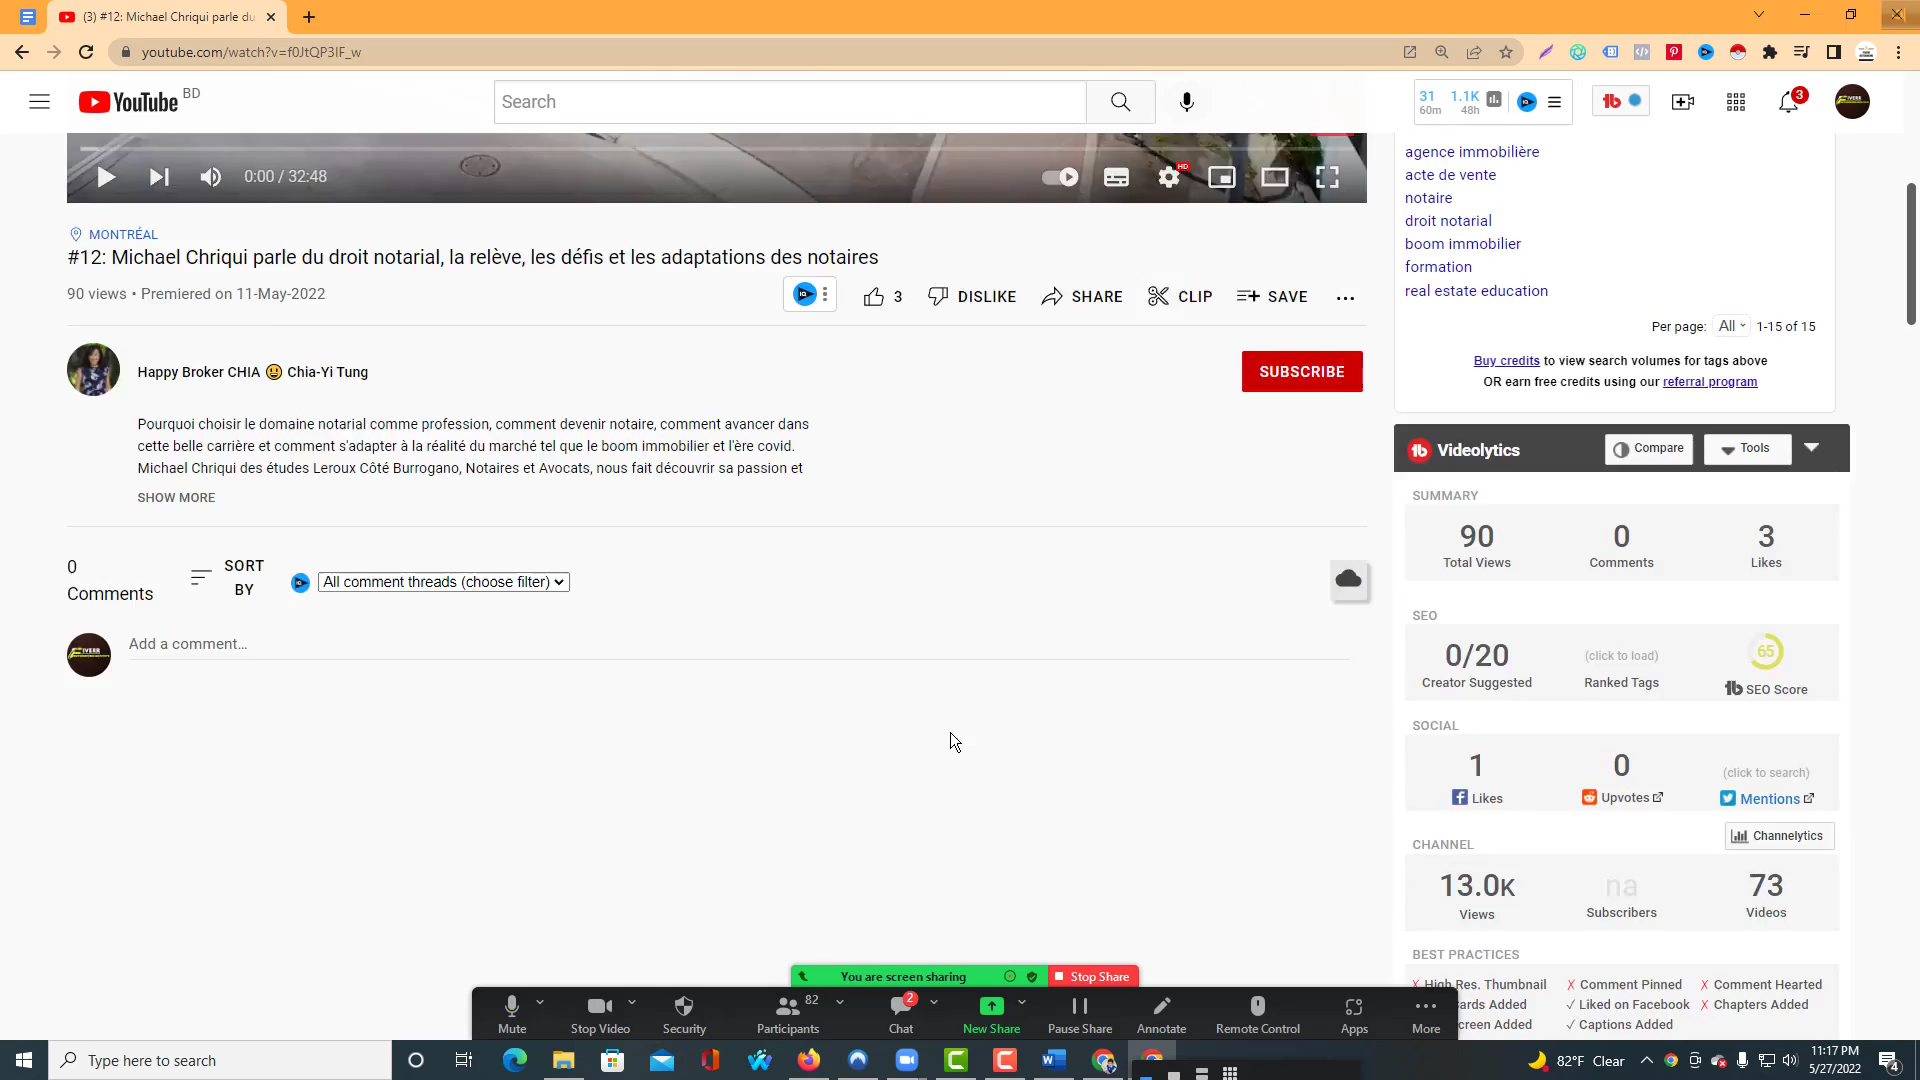 (3) #12: Michael Chriqui parle du
youtube.com/watch?v=f0JtQP3IF_w
YouTube BD
Search
31 1.1K
60m 48h
3
0:00 / 32:48
HD
agence immobilière
acte de vente
notaire
droit notarial
boom immobilier
formation
real estate education
Per page: All 1-15 of 15
Buy credits to view search volumes for tags above
OR earn free credits using our referral program
MONTRÉAL
#12: Michael Chriqui parle du droit notarial, la relève, les défis et les adaptations des notaires
90 views • Premiered on 11-May-2022
3 DISLIKE SHARE CLIP SAVE
Happy Broker CHIA Chia-Yi Tung
SUBSCRIBE
Pourquoi choisir le domaine notarial comme profession, comment devenir notaire, comment avancer dans
cette belle carrière et comment s'adapter à la réalité du marché tel que le boom immobilier et l'ère covid.
Michael Chriqui des études Leroux Côté Burrogano, Notaires et Avocats, nous fait découvrir sa passion et
SHOW MORE
0
Comments
SORT
BY
All comment threads (choose filter)
Add a comment...
Videolytics Compare Tools
SUMMARY
90 0 3
Total Views Comments Likes
SEO
0/20 (click to load) 65
Creator Suggested Ranked Tags SEO Score
SOCIAL
1 0 (click to search)
Likes Upvotes Mentions
Channelytics
CHANNEL
13.0K na 73
Views Subscribers Videos
BEST PRACTICES
High Res. Thumbnail Comment Pinned Comment Hearted
ards Added Liked on Facebook Chapters Added
creen Added Captions Added
You are screen sharing Stop Share
82 2
Mute Stop Video Security Participants Chat New Share Pause Share Annotate Remote Control Apps More
Type here to search
82°F Clear
11:17 PM
5/27/2022
4